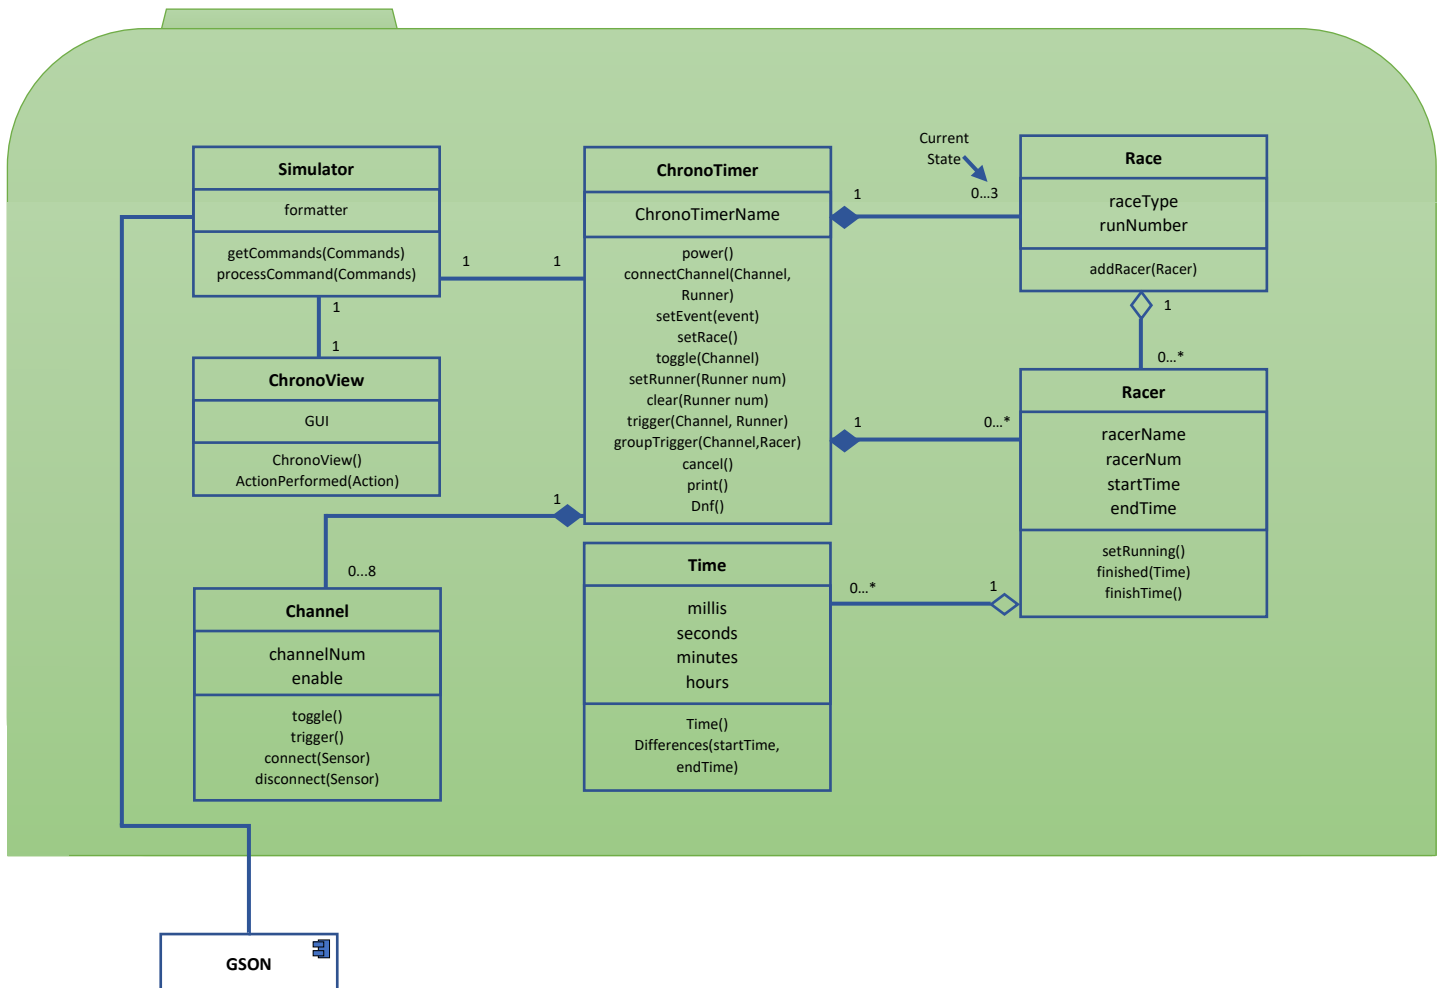 Simulator
formatter
getCommands(Commands)
processCommand(Commands)
1
1
1
1
ChronoView
GUI
ChronoView()
ActionPerformed(Action)
ChronoTimer
ChronoTimerName
power()
connectChannel(Channel,
Runner)
setEvent(event)
setRace()
toggle(Channel)
setRunner(Runner num)
clear(Runner num)
trigger(Channel, Runner)
groupTrigger(Channel,Racer)
cancel()
print()
Dnf()
Current
State
1
0...3
Race
raceType
runNumber
addRacer(Racer)
1
0...*
1
0...*
Racer
racerName
racerNum
startTime
endTime
setRunning()
finished(Time)
finishTime()
1
0...8
Channel
channelNum
enable
toggle()
trigger()
connect(Sensor)
disconnect(Sensor)
Time
millis
seconds
minutes
hours
Time()
Differences(startTime,
endTime)
0...*
1
GSON